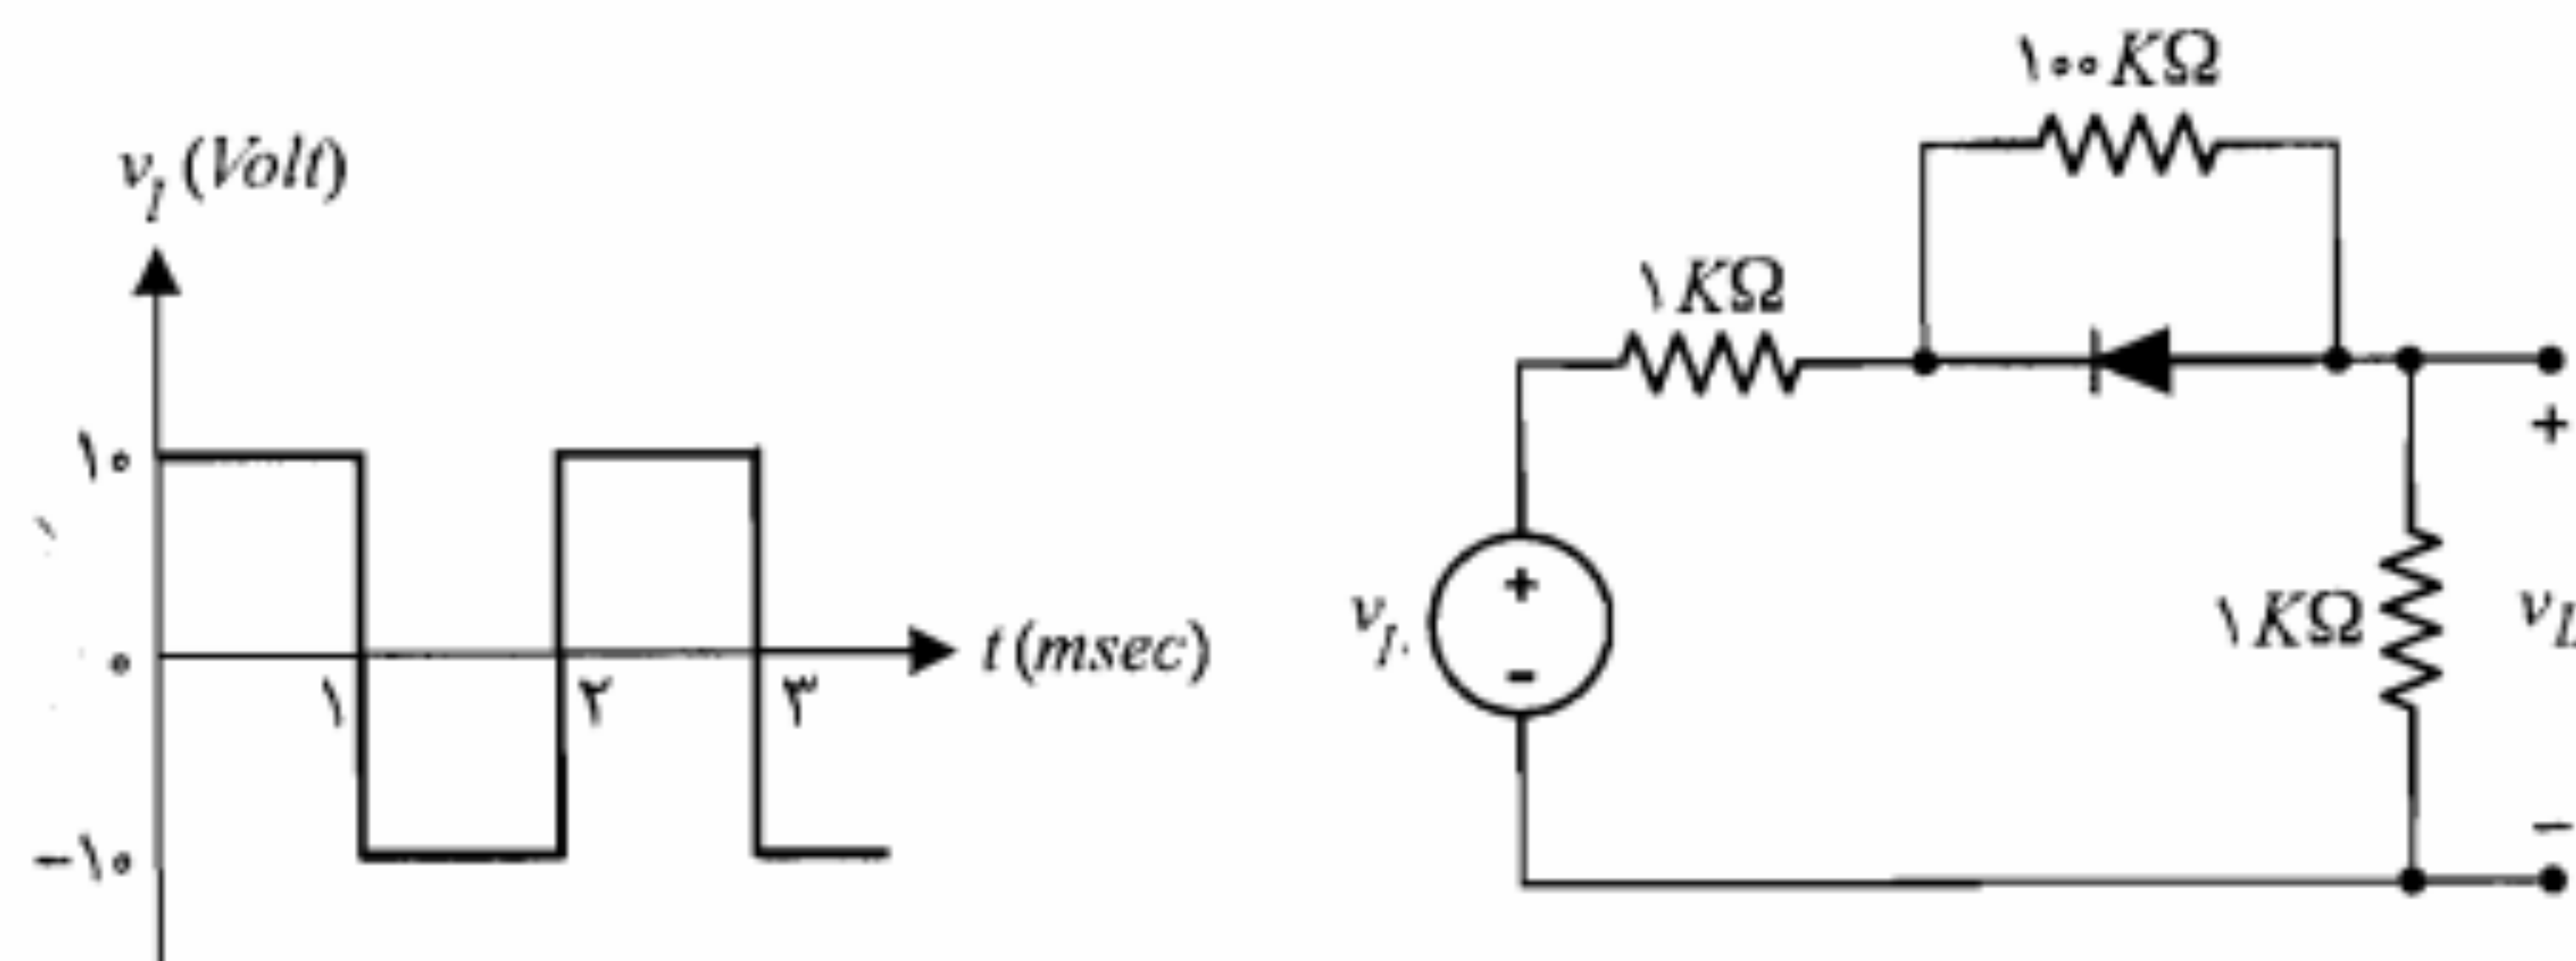 v_I (Volt)
۱۰
۰
-۱۰
۱
۲
۳
t (msec)
۱۰۰ KΩ
۱ KΩ
v_I
+
-
۱ KΩ
+
v_L
-